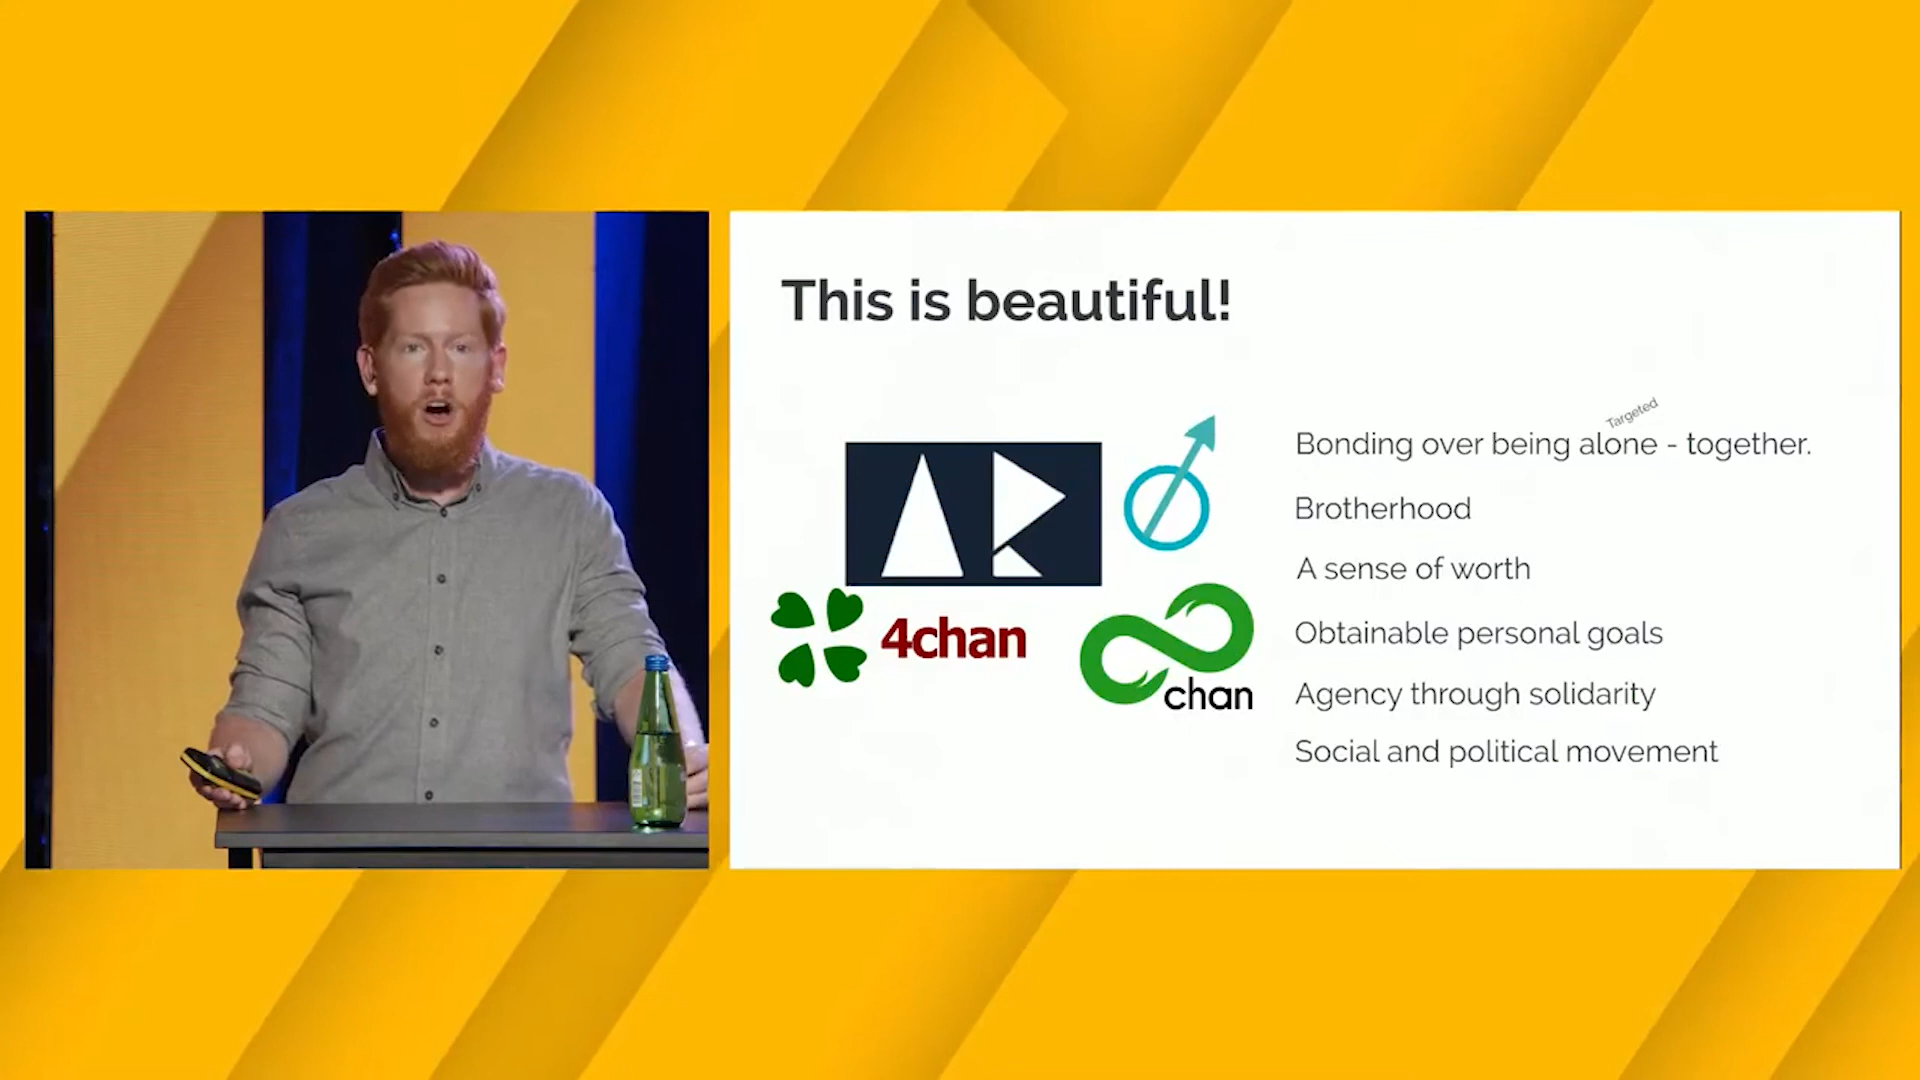 This is beautiful!
Targeted
Bonding over being alone - together.
Brotherhood
A sense of worth
Obtainable personal goals
Agency through solidarity
Social and political movement
AR
4chan
chan